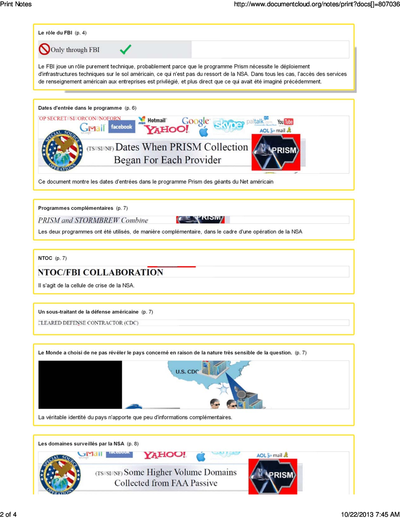 Print Notes
http://www.documentcloud.org/notes/print?docs[]=807036
Le rôle du FBI (p. 4)
Only through FBI
Le FBI joue un rôle purement technique, probablement parce que le programme Prism nécessite le déploiement
d'infrastructures techniques sur le sol américain, ce qui n'est pas du ressort de la NSA. Dans tous les cas, l'accès des services
de renseignement américain aux entreprises est privilégié, et plus direct que ce qui avait été imaginé précédemment.
Dates d'entrée dans le programme (p. 6)
TOP SECRET//SI//ORCON//NOFORN
Hotmail
Google
paltalk
YouTube
Gmail
facebook
YAHOO!
skype
AOL mail
(TS//SI//NF) Dates When PRISM Collection
Began For Each Provider
PRISM
Ce document montre les dates d'entrées dans le programme Prism des géants du Net américain.
Programmes complémentaires (p. 7)
PRISM and STORMBREW Combine
PRISM
Les deux programmes ont été utilisés, de manière complémentaire, dans le cadre d'une opération de la NSA
NTOC (p. 7)
NTOC/FBI COLLABORATION
Il s'agit de la cellule de crise de la NSA.
Un sous-traitant de la défense américaine (p. 7)
CLEARED DEFENSE CONTRACTOR (CDC)
Le Monde a choisi de ne pas révéler le pays concerné en raison de la nature très sensible de la question. (p. 7)
U.S. CDC
La véritable identité du pays n'apporte que peu d'informations complémentaires.
Les domaines surveillés par la NSA (p. 8)
Gmail
YAHOO!
AOL mail
(TS//SI//NF) Some Higher Volume Domains
Collected from FAA Passive
PRISM
2 of 4
10/22/2013 7:45 AM